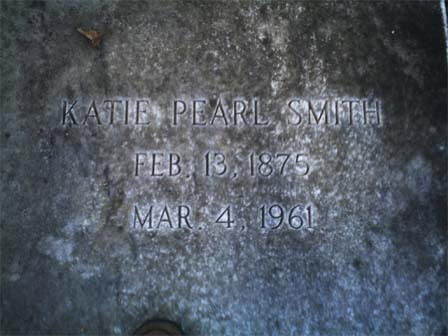 KATIE PEARL SMITH
FEB. 13, 1875
MAR. 4, 1961